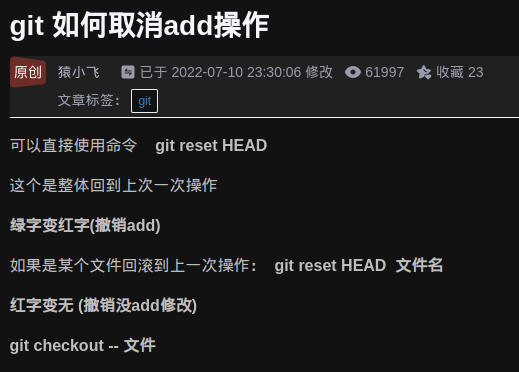 git 如何取消add操作
原创 猿小飞 已于 2022-07-10 23:30:06 修改 61997 收藏 23
文章标签： git
可以直接使用命令 git reset HEAD
这个是整体回到上次一次操作
绿字变红字(撤销add)
如果是某个文件回滚到上一次操作： git reset HEAD 文件名
红字变无 (撤销没add修改)
git checkout -- 文件